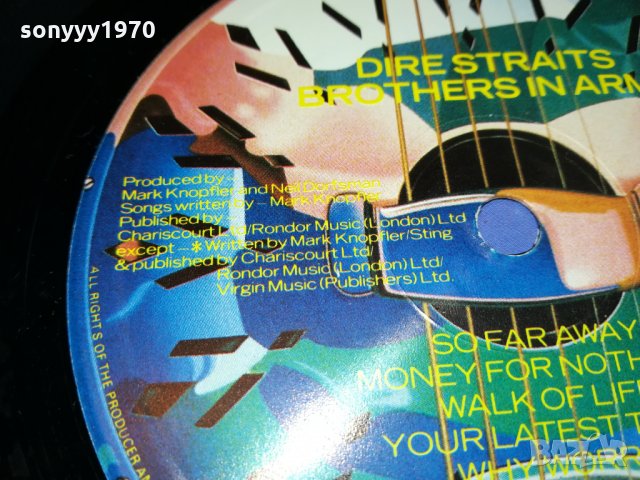 sonyyy1970
DIRE STRAITS
BROTHERS IN ARM
Produced by –
Mark Knopfler and Neil Dorfsman
Songs written by – Mark Knopfler
Published by –
Chariscourt Ltd/Rondor Music (London) Ltd
except – * Written by Mark Knopfler/Sting
& published by Chariscourt Ltd/
Rondor Music (London) Ltd/
Virgin Music (Publishers) Ltd.
SO FAR AWAY
MONEY FOR NOTH
WALK OF LIF
YOUR LATEST T
WHY WORR
ALL RIGHTS OF THE PRODUCER AN
BAZAR